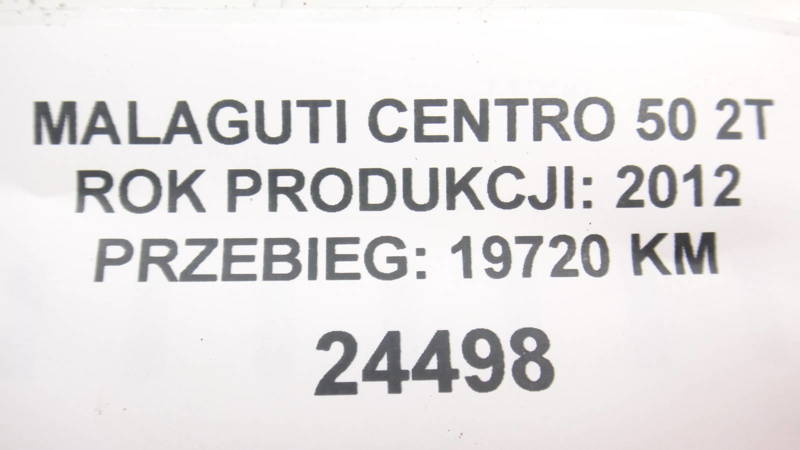 MALAGUTI CENTRO 50 2T
ROK PRODUKCJI: 2012
PRZEBIEG: 19720 KM
24498